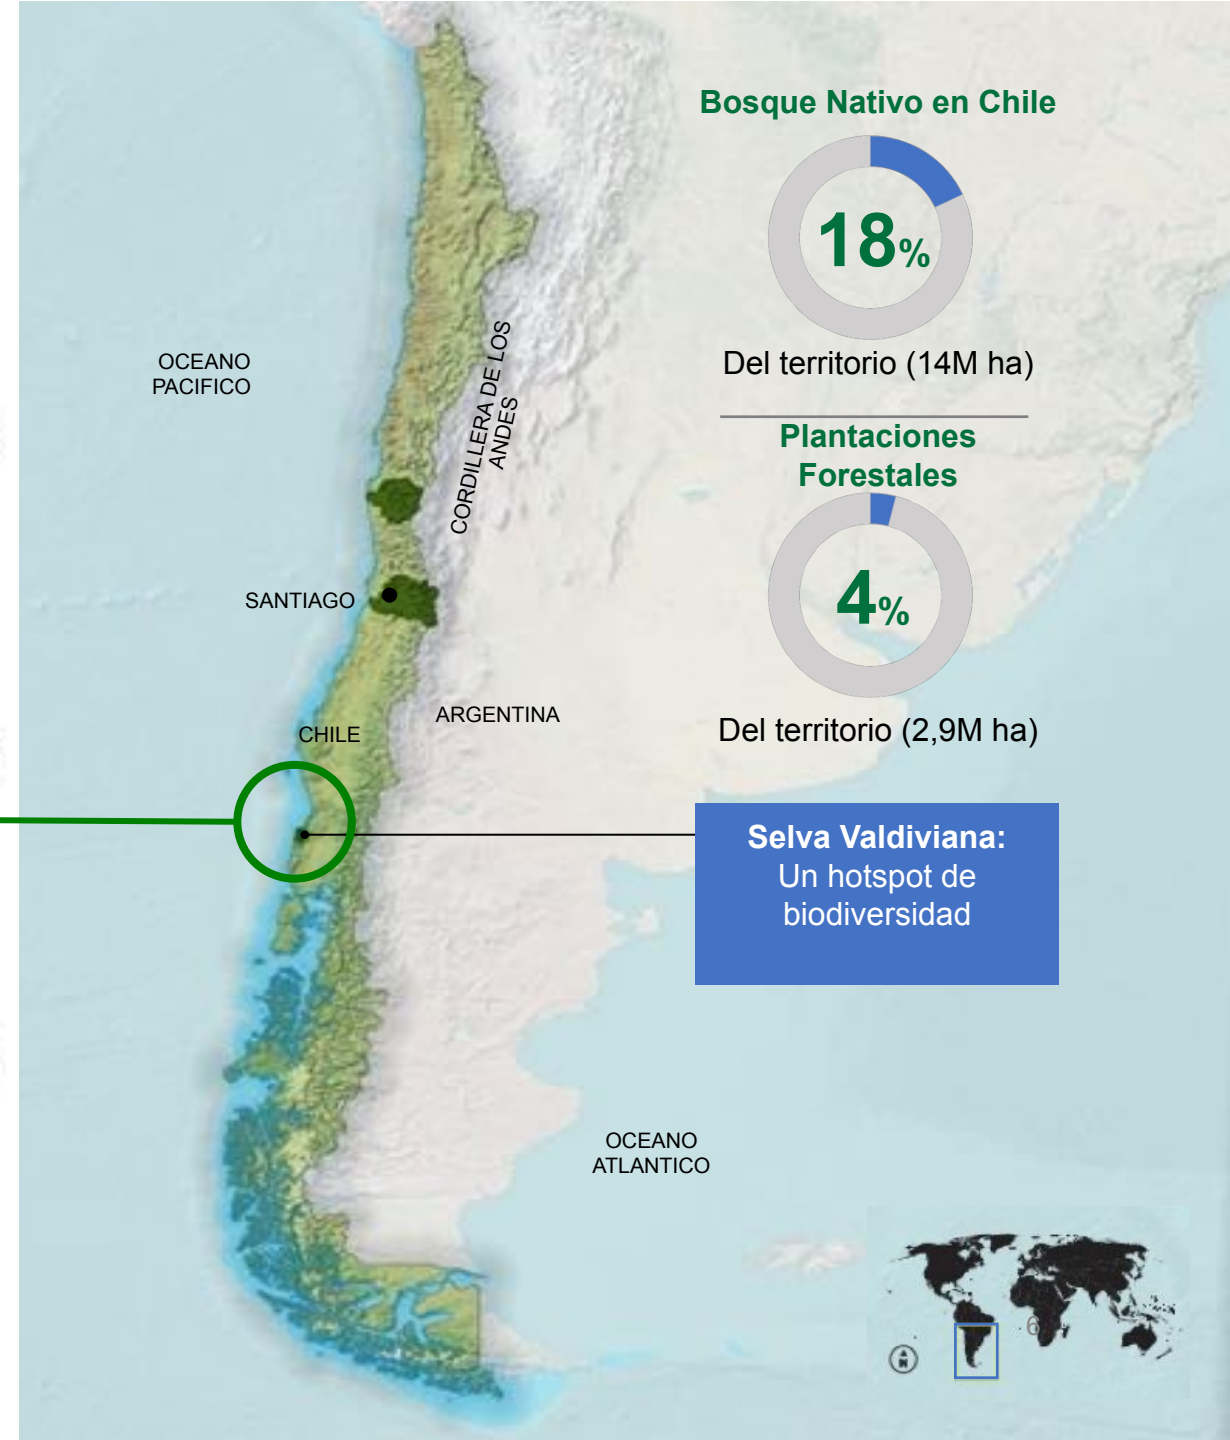 Bosque Nativo en Chile
18%
Del territorio (14M ha)
Plantaciones
Forestales
4%
Del territorio (2,9M ha)
OCEANO
PACIFICO
CORDILLERA DE LOS
ANDES
SANTIAGO
ARGENTINA
CHILE
Selva Valdiviana:
Un hotspot de
biodiversidad
OCEANO
ATLANTICO
6
N